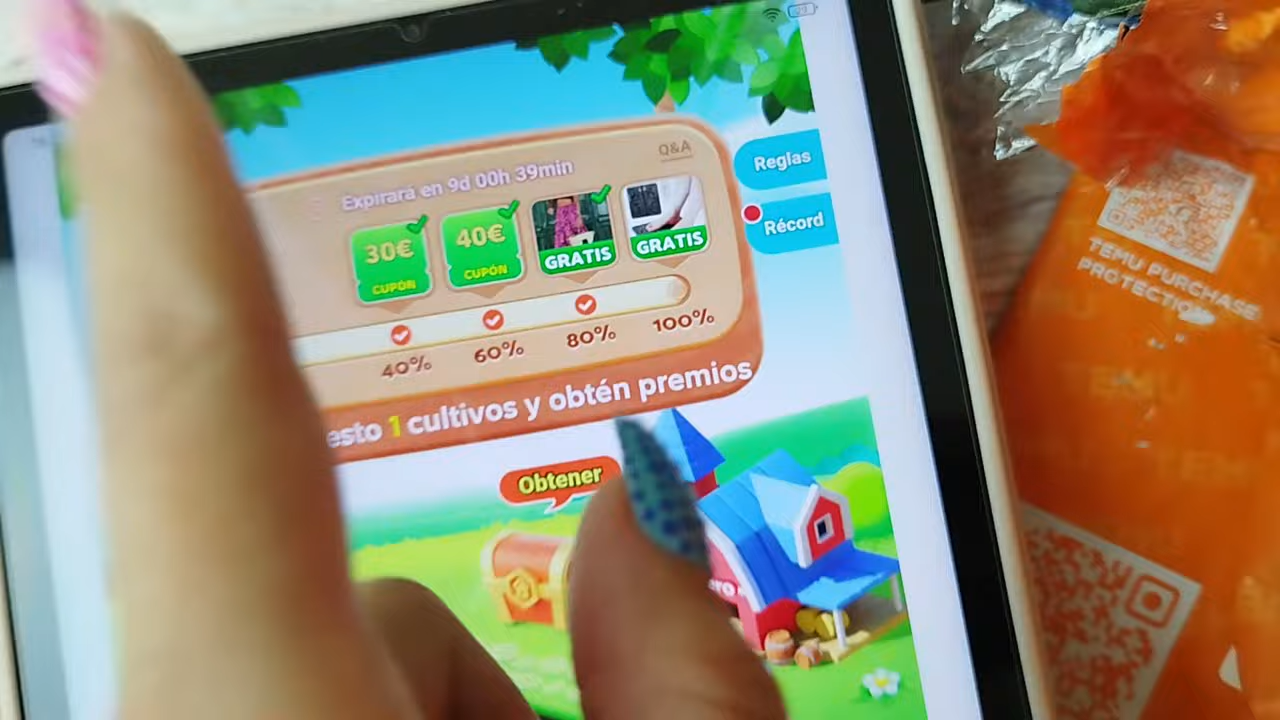 Q&A
Expirará en 9d 00h 39min
Reglas
Récord
30€
CUPÓN
40€
CUPÓN
GRATIS
GRATIS
40%
60%
80%
100%
esto 1 cultivos y obtén premios
Obtener
TEMU PURCHASE
PROTECTION